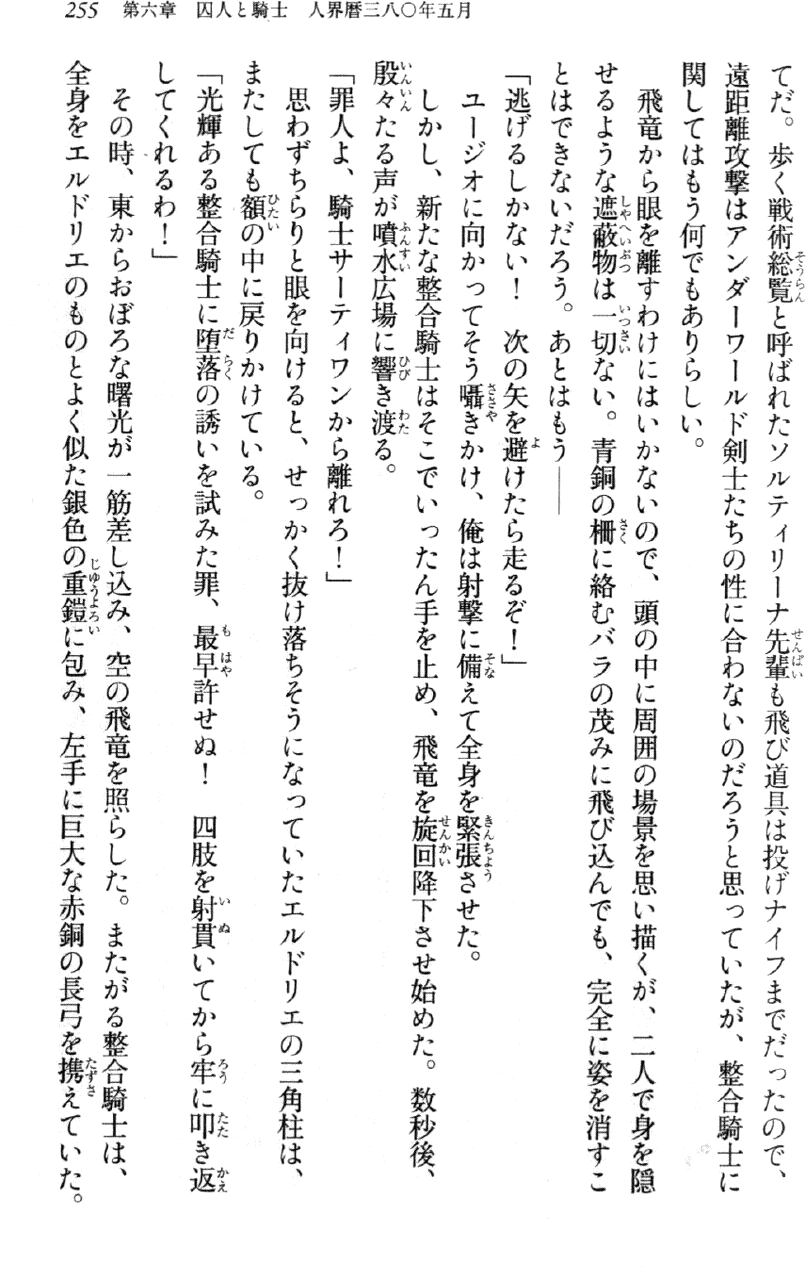 255　第六章　囚人と騎士　人界暦三八〇年五月
てだ。歩く戦術総覧と呼ばれたソルティリーナ先輩も飛び道具は投げナイフまでだったので、
遠距離攻撃はアンダーワールド剣士たちの性に合わないのだろうと思っていたが、整合騎士に
関してはもう何でもありらしい。
　飛竜から眼を離すわけにはいかないので、頭の中に周囲の場景を思い描くが、二人で身を隠
せるような遮蔽物は一切ない。青銅の柵に絡むバラの茂みに飛び込んでも、完全に姿を消すこ
とはできないだろう。あとはもう――
「逃げるしかない！　次の矢を避けたら走るぞ！」
　ユージオに向かってそう囁きかけ、俺は射撃に備えて全身を緊張させた。
　しかし、新たな整合騎士はそこでいったん手を止め、飛竜を旋回降下させ始めた。数秒後、
殷々たる声が噴水広場に響き渡る。
「罪人よ、騎士サーティワンから離れろ！」
　思わずちらりと眼を向けると、せっかく抜け落ちそうになっていたエルドリエの三角柱は、
またしても額の中に戻りかけている。
「光輝ある整合騎士に堕落の誘いを試みた罪、最早許せぬ！　四肢を射貫いてから牢に叩き返
してくれるわ！」
　その時、東からおぼろな曙光が一筋差し込み、空の飛竜を照らした。またがる整合騎士は、
全身をエルドリエのものとよく似た銀色の重鎧に包み、左手に巨大な赤銅の長弓を携えていた。